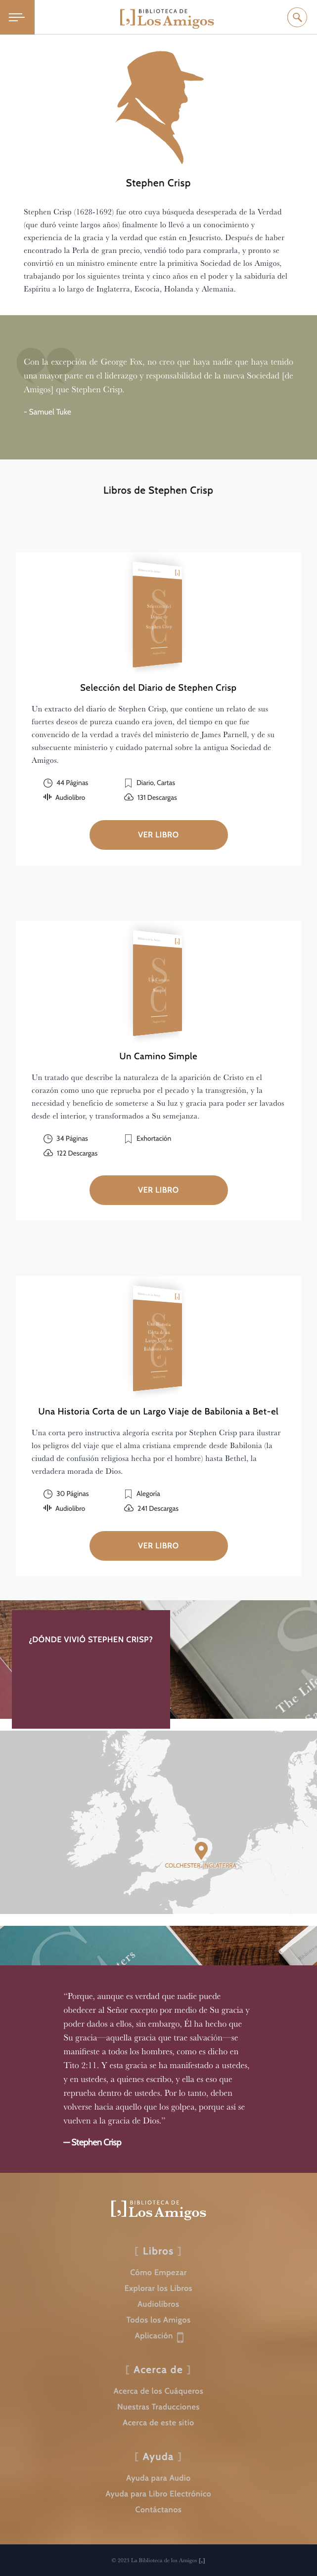 BIBLIOTECA DE
Los Amigos
Stephen Crisp
Stephen Crisp (1628-1692) fue otro cuya búsqueda desesperada de la Verdad
(que duró veinte largos años) finalmente lo llevó a un conocimiento y
experiencia de la gracia y la verdad que están en Jesucristo. Después de haber
encontrado la Perla de gran precio, vendió todo para comprarla, y pronto se
convirtió en un ministro eminente entre la primitiva Sociedad de los Amigos,
trabajando por los siguientes treinta y cinco años en el poder y la sabiduría del
Espíritu a lo largo de Inglaterra, Escocia, Holanda y Alemania.
Con la excepción de George Fox, no creo que haya nadie que haya tenido
una mayor parte en el liderazgo y responsabilidad de la nueva Sociedad [de
Amigos] que Stephen Crisp.
- Samuel Tuke
Libros de Stephen Crisp
Selección del Diario de Stephen Crisp
Un extracto del diario de Stephen Crisp, que contiene un relato de sus
fuertes deseos de pureza cuando era joven, del tiempo en que fue
convencido de la verdad a través del ministerio de James Parnell, y de su
subsecuente ministerio y cuidado paternal sobre la antigua Sociedad de
Amigos.
44 Páginas
Diario, Cartas
Audiolibro
131 Descargas
VER LIBRO
Un Camino Simple
Un tratado que describe la naturaleza de la aparición de Cristo en el
corazón como uno que reprueba por el pecado y la transgresión, y la
necesidad y beneficio de someterse a Su luz y gracia para poder ser lavados
desde el interior, y transformados a Su semejanza.
34 Páginas
Exhortación
122 Descargas
VER LIBRO
Una Historia Corta de un Largo Viaje de Babilonia a Bet-el
Una corta pero instructiva alegoría escrita por Stephen Crisp para ilustrar
los peligros del viaje que el alma cristiana emprende desde Babilonia (la
ciudad de confusión religiosa hecha por el hombre) hasta Bethel, la
verdadera morada de Dios.
30 Páginas
Alegoría
Audiolibro
241 Descargas
VER LIBRO
¿DÓNDE VIVIÓ STEPHEN CRISP?
The Life
COLCHESTER, INGLATERRA
“Porque, aunque es verdad que nadie puede
obedecer al Señor excepto por medio de Su gracia y
poder dados a ellos, sin embargo, Él ha hecho que
Su gracia—aquella gracia que trae salvación—se
manifieste a todos los hombres, como es dicho en
Tito 2:11. Y esta gracia se ha manifestado a ustedes,
y en ustedes, a quienes escribo, y ella es eso que
reprueba dentro de ustedes. Por lo tanto, deben
volverse hacia aquello que los golpea, porque así se
vuelven a la gracia de Dios.”
— Stephen Crisp
BIBLIOTECA DE
Los Amigos
[ Libros ]
Cómo Empezar
Explorar los Libros
Audiolibros
Todos los Amigos
Aplicación
[ Acerca de ]
Acerca de los Cuáqueros
Nuestras Traducciones
Acerca de este sitio
[ Ayuda ]
Ayuda para Audio
Ayuda para Libro Electrónico
Contáctanos
© 2023 La Biblioteca de los Amigos